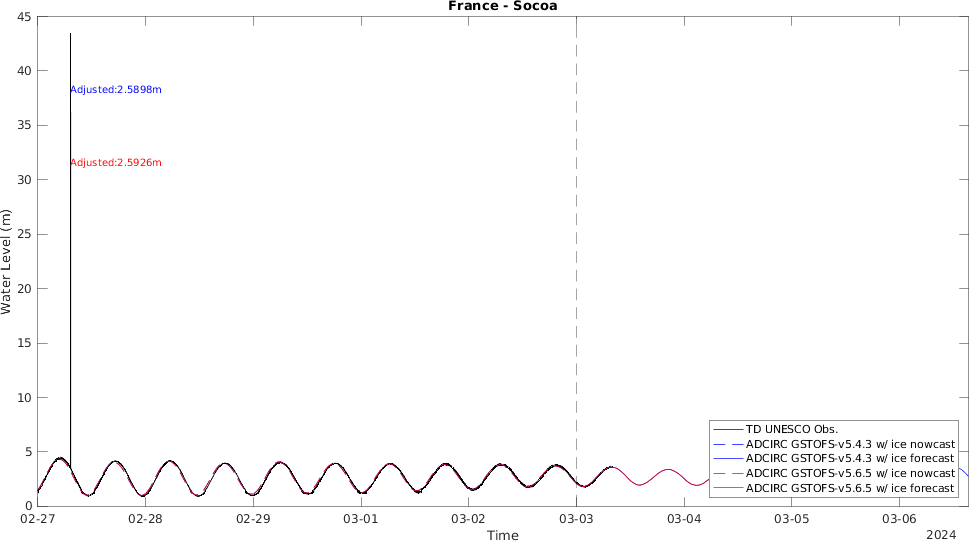 France - Socoa
45
40
35
30
25
20
15
10
5
0
Water Level (m)
Adjusted:2.5898m
Adjusted:2.5926m
TD UNESCO Obs.
ADCIRC GSTOFS-v5.4.3 w/ ice nowcast
ADCIRC GSTOFS-v5.4.3 w/ ice forecast
ADCIRC GSTOFS-v5.6.5 w/ ice nowcast
ADCIRC GSTOFS-v5.6.5 w/ ice forecast
02-27 02-28 02-29 03-01 03-02 03-03 03-04 03-05 03-06
Time
2024